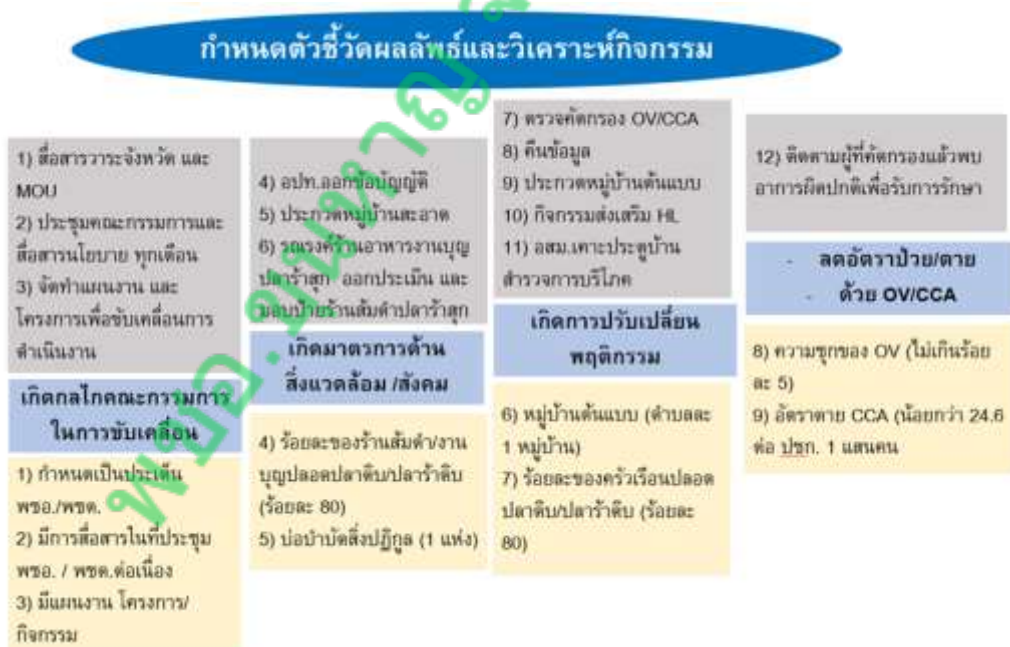 กำหนดตัวชี้วัดผลลัพธ์และวิเคราะห์กิจกรรม
1) สื่อสารวาระจังหวัด และ
MOU
2) ประชุมคณะกรรมการและ
สื่อสารนโยบาย ทุกเดือน
3) จัดทำแผนงาน และ
โครงการเพื่อขับเคลื่อนการ
ดำเนินงาน
เกิดกลไกคณะกรรมการ
ในการขับเคลื่อน
1) กำหนดเป็นประเด็น
พชอ./พชต.
2) มีการสื่อสารในที่ประชุม
พชอ. / พชต.ต่อเนื่อง
3) มีแผนงาน โครงการ/
กิจกรรม
4) อปท.ออกข้อบัญญัติ
5) ประกวดหมู่บ้านสะอาด
6) รณรงค์ร้านอาหารงานบุญ
ปลาร้าสุก ออกประเมิน และ
มอบป้ายร้านส้มตำปลาร้าสุก
เกิดมาตรการด้าน
สิ่งแวดล้อม /สังคม
4) ร้อยละของร้านส้มตำ/งาน
บุญปลอดปลาดิบ/ปลาร้าดิบ
(ร้อยละ 80)
5) บ่อบำบัดสิ่งปฏิกูล (1 แห่ง)
7) ตรวจคัดกรอง OV/CCA
8) คืนข้อมูล
9) ประกวดหมู่บ้านต้นแบบ
10) กิจกรรมส่งเสริม HL
11) อสม.เคาะประตูบ้าน
สำรวจการบริโภค
เกิดการปรับเปลี่ยน
พฤติกรรม
6) หมู่บ้านต้นแบบ (ตำบลละ
1 หมู่บ้าน)
7) ร้อยละของครัวเรือนปลอด
ปลาดิบ/ปลาร้าดิบ (ร้อยละ
80)
12) ติดตามผู้ที่คัดกรองแล้วพบ
อาการผิดปกติเพื่อรับการรักษา
- ลดอัตราป่วย/ตาย
- ด้วย OV/CCA
8) ความชุกของ OV (ไม่เกินร้อย
ละ 5)
9) อัตราตาย CCA (น้อยกว่า 24.6
ต่อ ปชก. 1 แสนคน